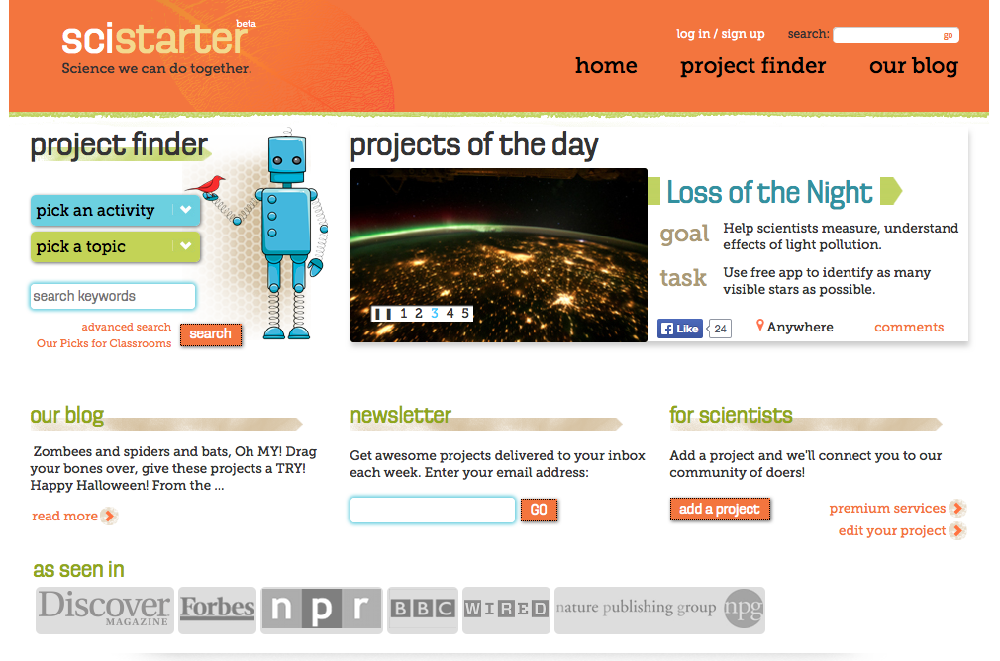 scistarter beta
Science we can do together.
log in / sign up
search:
go
home
project finder
our blog
project finder
pick an activity
pick a topic
search keywords
advanced search
Our Picks for Classrooms
search
projects of the day
1 2 3 4 5
Loss of the Night
goal
Help scientists measure, understand
effects of light pollution.
task
Use free app to identify as many
visible stars as possible.
Like
24
Anywhere
comments
our blog
Zombees and spiders and bats, Oh MY! Drag
your bones over, give these projects a TRY!
Happy Halloween! From the ...
read more
newsletter
Get awesome projects delivered to your inbox
each week. Enter your email address:
GO
for scientists
Add a project and we'll connect you to our
community of doers!
add a project
premium services
edit your project
as seen in
Discover
MAGAZINE
Forbes
npr
BBC
WIRED
nature publishing group npg